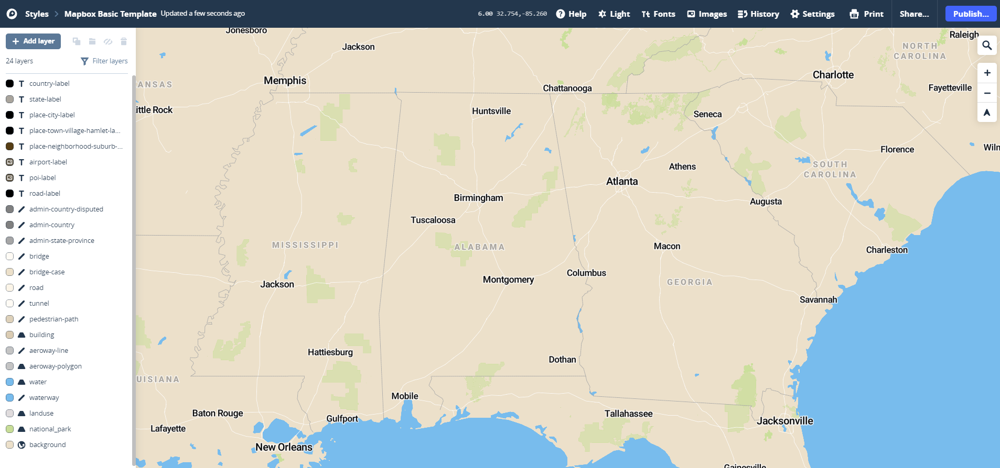 Styles
Mapbox Basic Template
Updated a few seconds ago
6.00 32.754,-85.260
Help
Light
Fonts
Images
History
Settings
Print
Share...
Publish...
Add layer
24 layers
Filter layers
country-label
state-label
place-city-label
place-town-village-hamlet-la...
place-neighborhood-suburb-...
airport-label
poi-label
road-label
admin-country-disputed
admin-country
admin-state-province
bridge
bridge-case
road
tunnel
pedestrian-path
building
aeroway-line
aeroway-polygon
water
waterway
landuse
national_park
background
Jonesboro
Raleigh
Jackson
NORTH
CAROLINA
Charlotte
Memphis
ANSAS
Chattanooga
Fayetteville
ittle Rock
Huntsville
Seneca
Florence
Wiln
Athens
SOUTH
CAROLINA
Atlanta
Birmingham
Augusta
Tuscaloosa
MISSISSIPPI
ALABAMA
Macon
Charleston
Columbus
Montgomery
GEORGIA
Jackson
Savannah
Hattiesburg
Dothan
UISIANA
Mobile
Baton Rouge
Gulfport
Tallahassee
Jacksonville
Lafayette
New Orleans
Gainesville